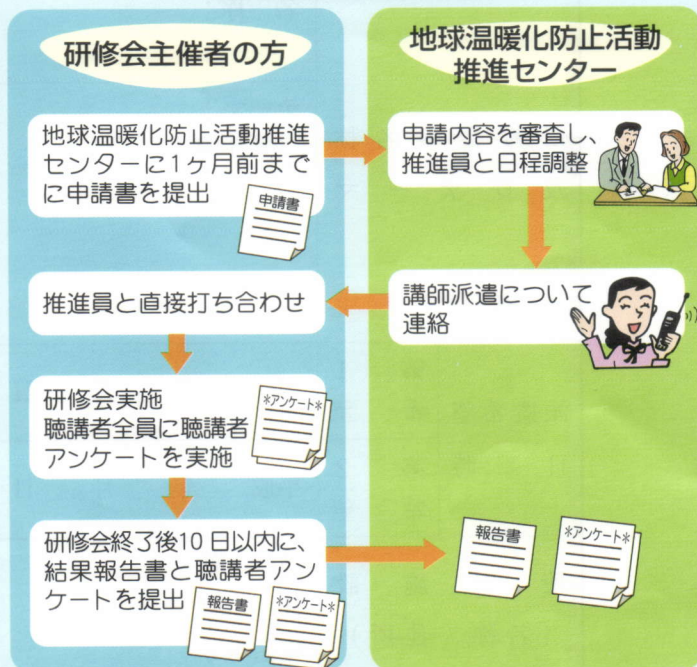 研修会主催者の方
地球温暖化防止活動
推進センター
地球温暖化防止活動推進
センターに1ヶ月前まで
に申請書を提出
申請書
申請内容を審査し、
推進員と日程調整
講師派遣について
連絡
推進員と直接打ち合わせ
研修会実施
聴講者全員に聴講者
アンケートを実施
*アンケート*
研修会終了後10日以内に、
結果報告書と聴講者アン
ケートを提出
報告書
*アンケート*
報告書
*アンケート*